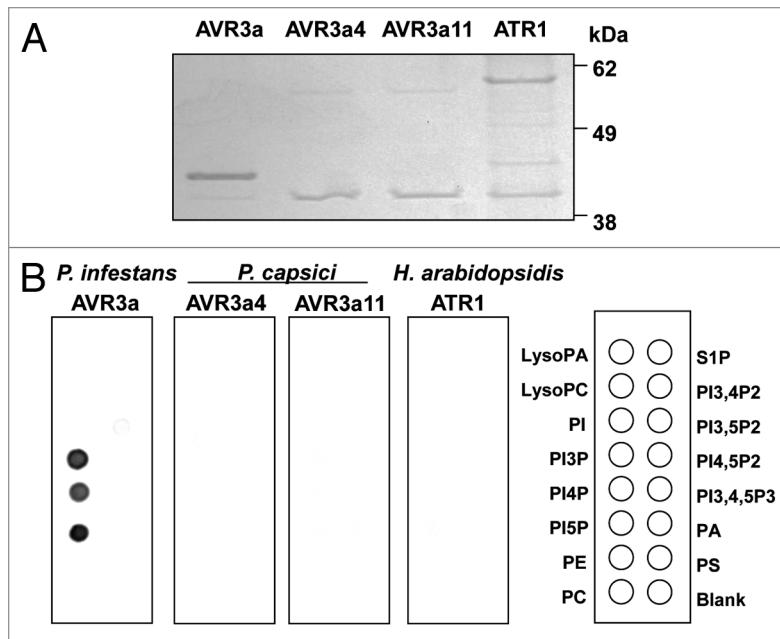 A
AVR3a AVR3a4 AVR3a11 ATR1 kDa
62
49
38
B
P. infestans P. capsici H. arabidopsidis
AVR3a AVR3a4 AVR3a11 ATR1
LysoPA S1P
LysoPC PI3,4P2
PI PI3,5P2
PI3P PI4,5P2
PI4P PI3,4,5P3
PI5P PA
PE PS
PC Blank